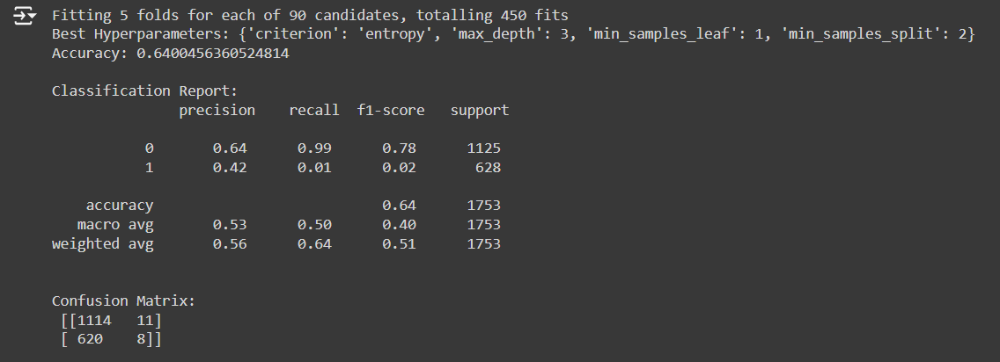 Fitting 5 folds for each of 90 candidates, totalling 450 fits
Best Hyperparameters: {'criterion': 'entropy', 'max_depth': 3, 'min_samples_leaf': 1, 'min_samples_split': 2}
Accuracy: 0.6400456360524814

Classification Report:
              precision    recall  f1-score   support

           0       0.64      0.99      0.78      1125
           1       0.42      0.01      0.02       628

    accuracy                           0.64      1753
   macro avg       0.53      0.50      0.40      1753
weighted avg       0.56      0.64      0.51      1753


Confusion Matrix:
 [[1114   11]
 [ 620    8]]